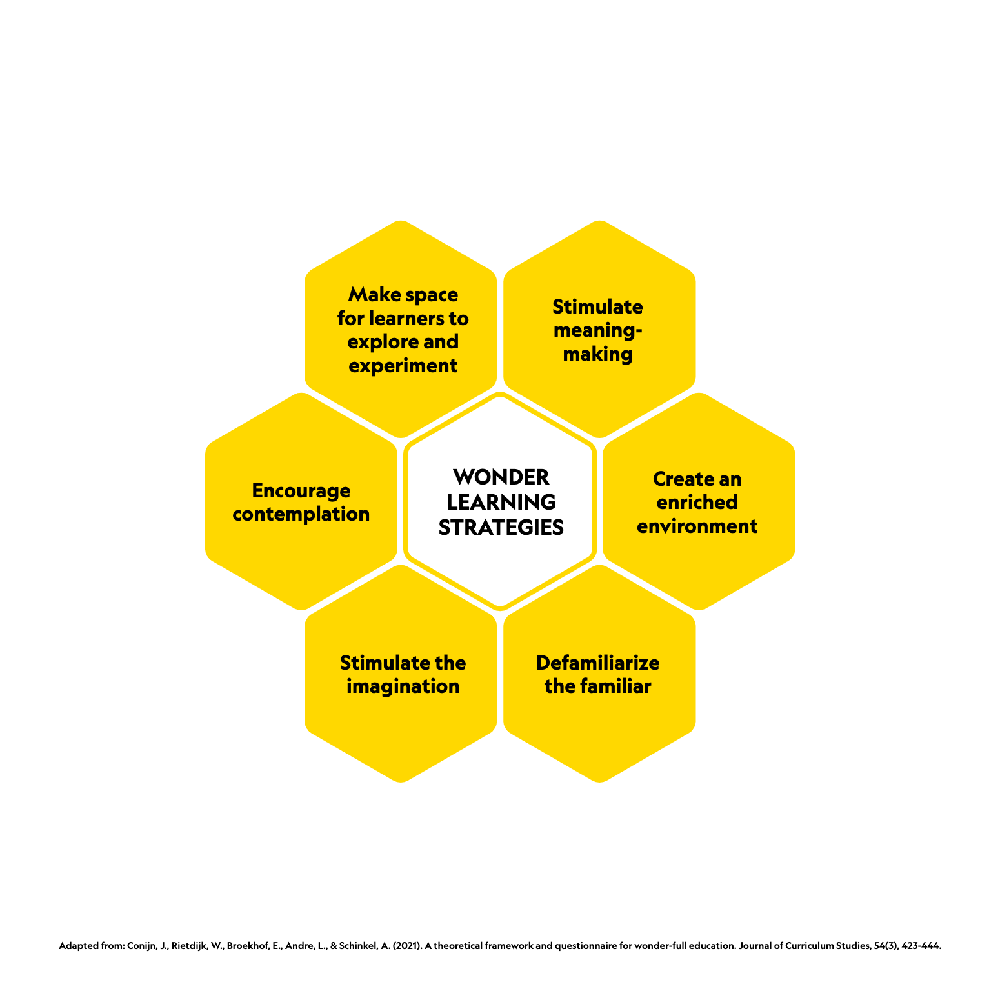 Make space
for learners to
explore and
experiment
Stimulate
meaning-
making
Encourage
contemplation
WONDER
LEARNING
STRATEGIES
Create an
enriched
environment
Stimulate the
imagination
Defamiliarize
the familiar
Adapted from: Conijn, J., Rietdijk, W., Broekhof, E., Andre, L., & Schinkel, A. (2021). A theoretical framework and questionnaire for wonder-full education. Journal of Curriculum Studies, 54(3), 423-444.